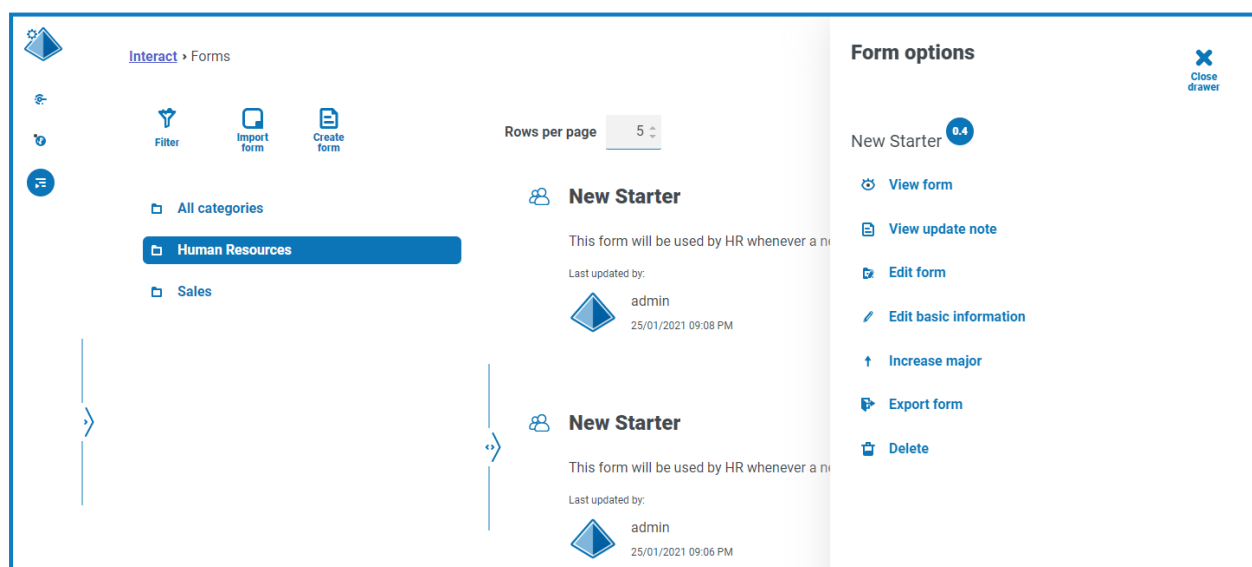 Interact › Forms
Filter
Import
form
Create
form
All categories
Human Resources
Sales
Rows per page 5
New Starter
This form will be used by HR whenever a n
Last updated by:
admin
25/01/2021 09:08 PM
New Starter
This form will be used by HR whenever a n
Last updated by:
admin
25/01/2021 09:06 PM
Form options
Close
drawer
New Starter 0.4
View form
View update note
Edit form
Edit basic information
Increase major
Export form
Delete